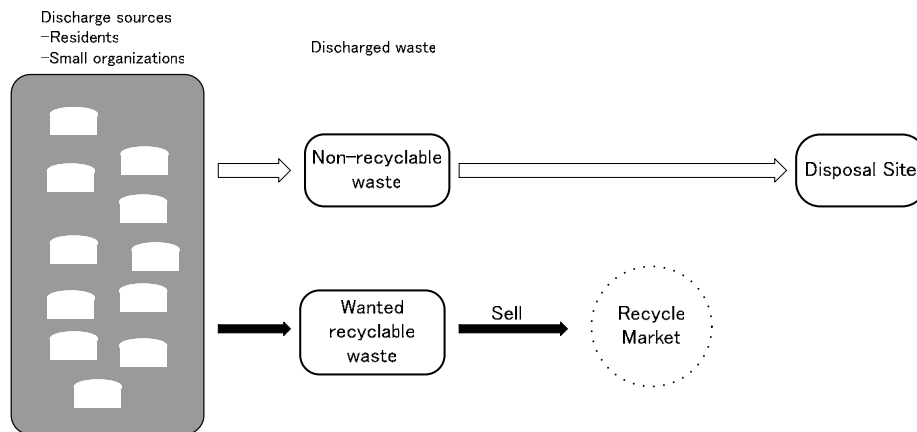 Discharge sources
-Residents
-Small organizations
Discharged waste
Non-recyclable
waste
Disposal Site
Wanted
recyclable
waste
Sell
Recycle
Market